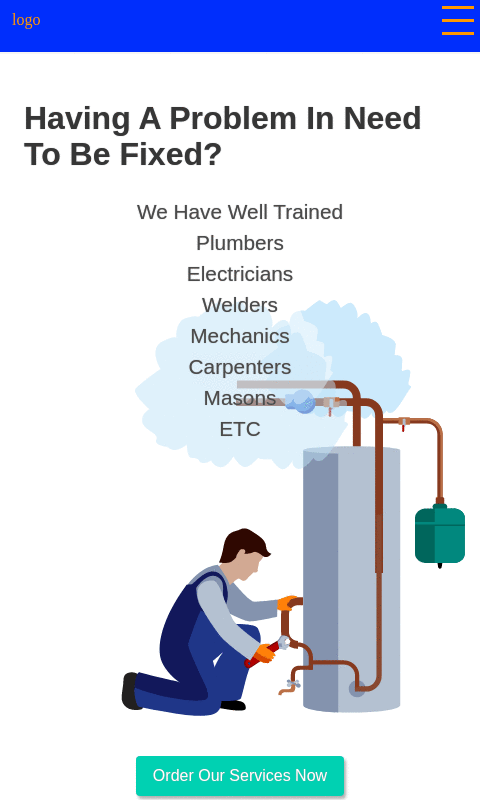 logo
Having A Problem In Need
To Be Fixed?
We Have Well Trained
Plumbers
Electricians
Welders
Mechanics
Carpenters
Masons
ETC
Order Our Services Now